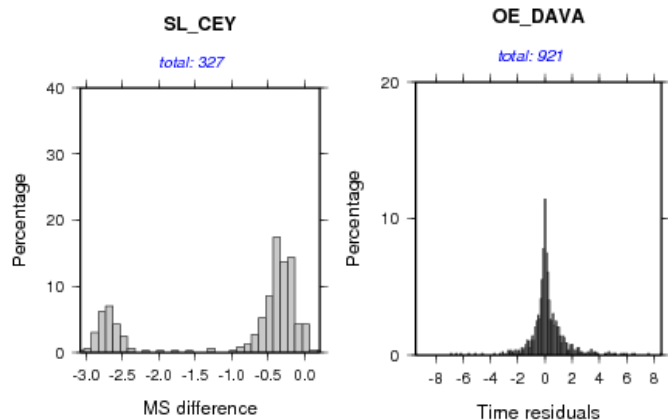 SL_CEY
total: 327
40
30
20
10
0
Percentage
-3.0 -2.5 -2.0 -1.5 -1.0 -0.5 0.0
MS difference
OE_DAVA
total: 921
20
10
0
Percentage
-8 -6 -4 -2 0 2 4 6 8
Time residuals